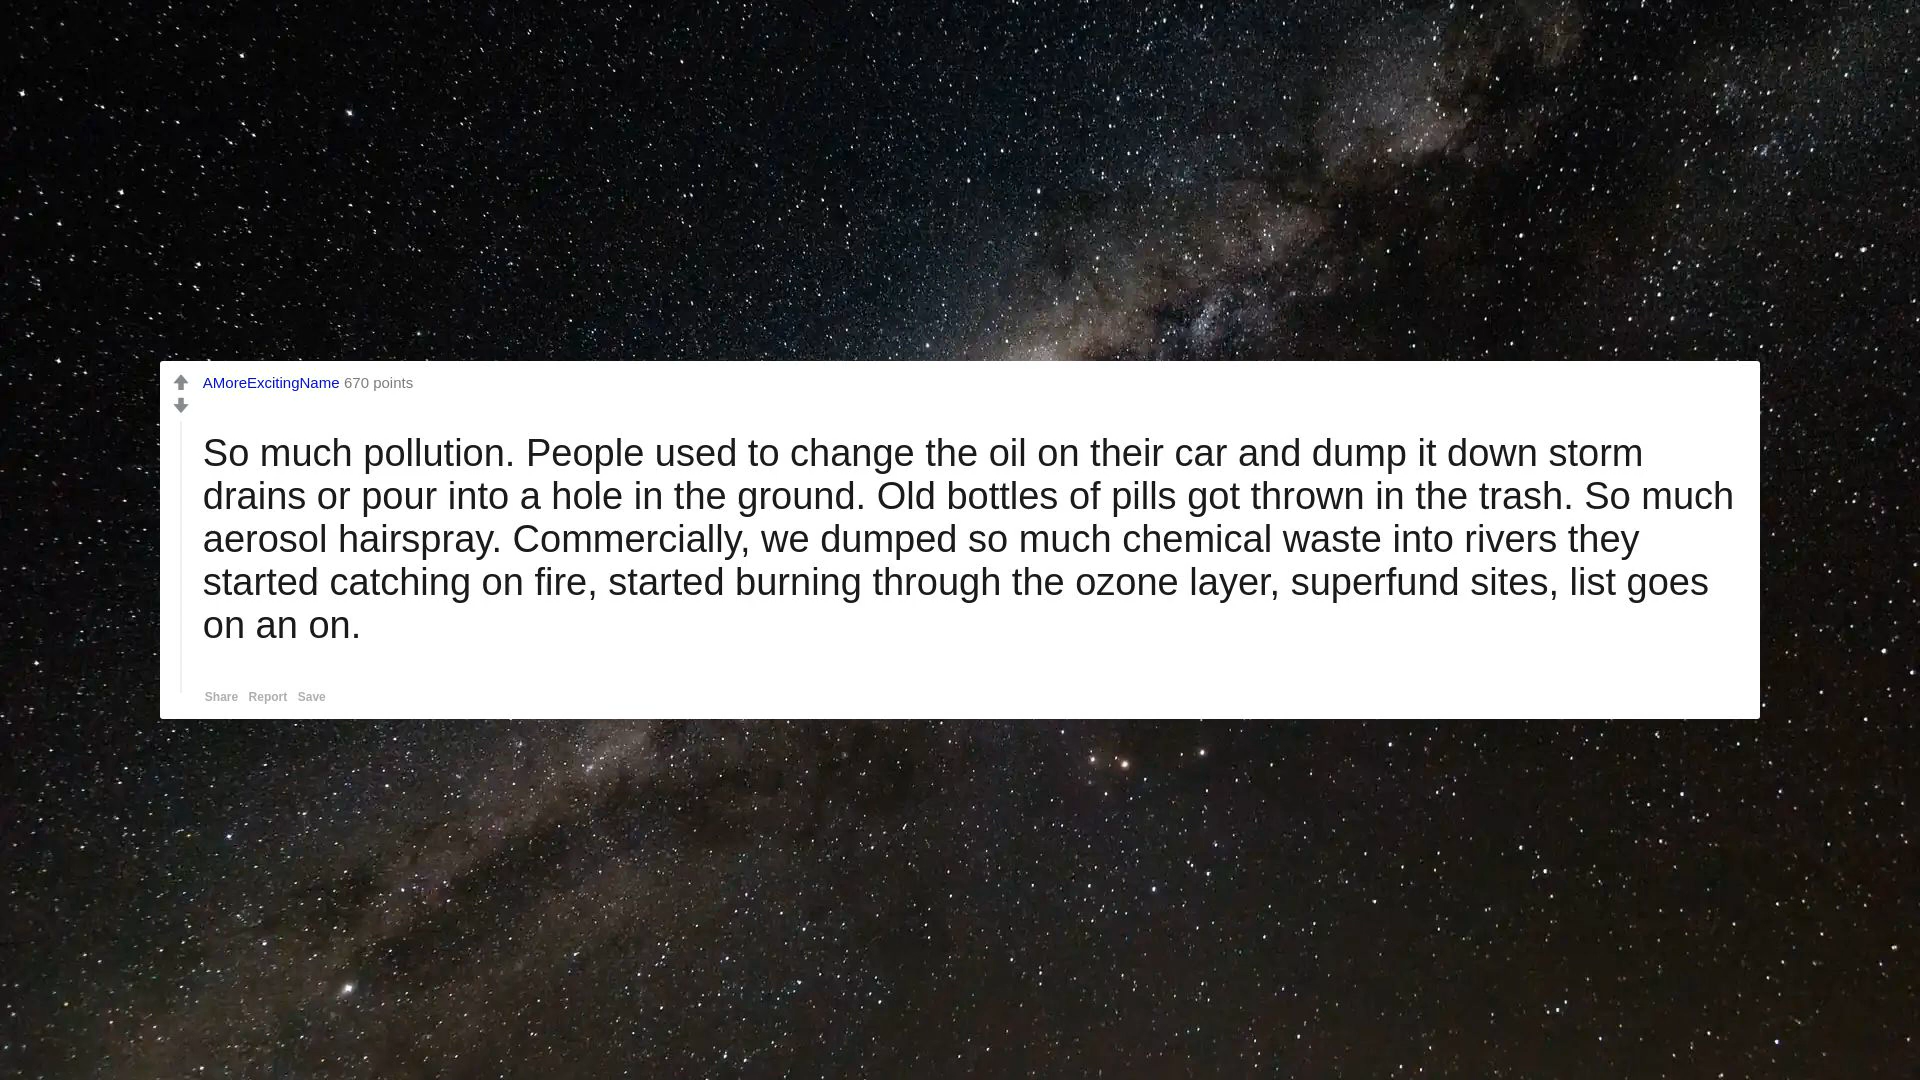 AMoreExcitingName 670 points
So much pollution. People used to change the oil on their car and dump it down storm
drains or pour into a hole in the ground. Old bottles of pills got thrown in the trash. So much
aerosol hairspray. Commercially, we dumped so much chemical waste into rivers they
started catching on fire, started burning through the ozone layer, superfund sites, list goes
on an on.
Share Report Save